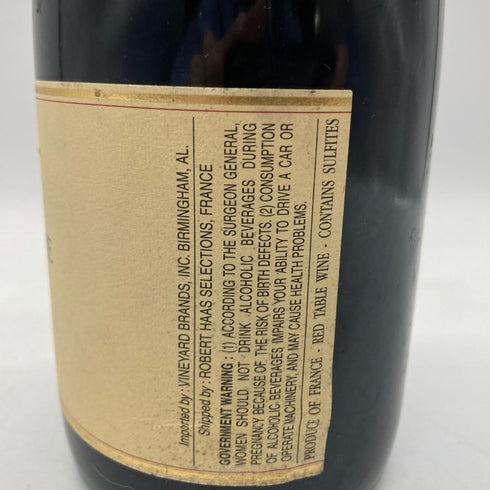 Imported by : VINEYARD BRANDS, INC. BIRMINGHAM, AL.
Shipped by : ROBERT HAAS SELECTIONS, FRANCE
GOVERNMENT WARNING : (1) ACCORDING TO THE SURGEON GENERAL,
WOMEN SHOULD NOT DRINK ALCOHOLIC BEVERAGES DURING
PREGNANCY BECAUSE OF THE RISK OF BIRTH DEFECTS. (2) CONSUMPTION
OF ALCOHOLIC BEVERAGES IMPAIRS YOUR ABILITY TO DRIVE A CAR OR
OPERATE MACHINERY, AND MAY CAUSE HEALTH PROBLEMS.
PRODUCE OF FRANCE - RED TABLE WINE - CONTAINS SULFITES